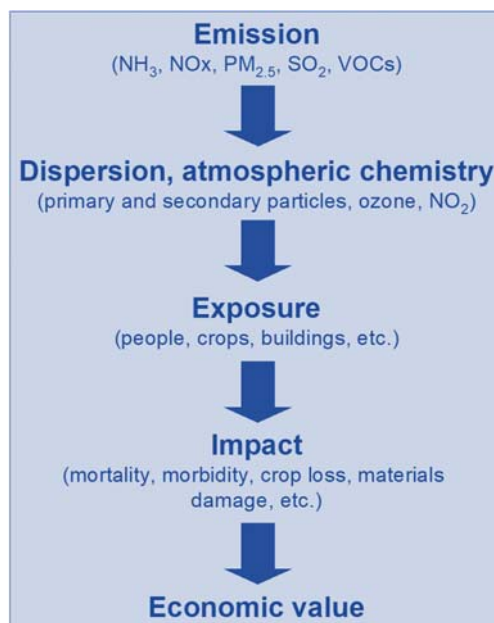 Emission
(NH₃, NOx, PM₂.₅, SO₂, VOCs)
Dispersion, atmospheric chemistry
(primary and secondary particles, ozone, NO₂)
Exposure
(people, crops, buildings, etc.)
Impact
(mortality, morbidity, crop loss, materials
damage, etc.)
Economic value